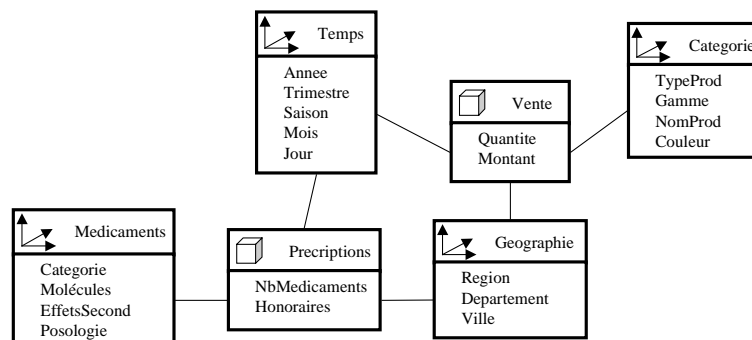 Temps
Annee
Trimestre
Saison
Mois
Jour
Categorie
TypeProd
Gamme
NomProd
Couleur
Vente
Quantite
Montant
Medicaments
Categorie
Molécules
EffetsSecond
Posologie
Precriptions
NbMedicaments
Honoraires
Geographie
Region
Departement
Ville